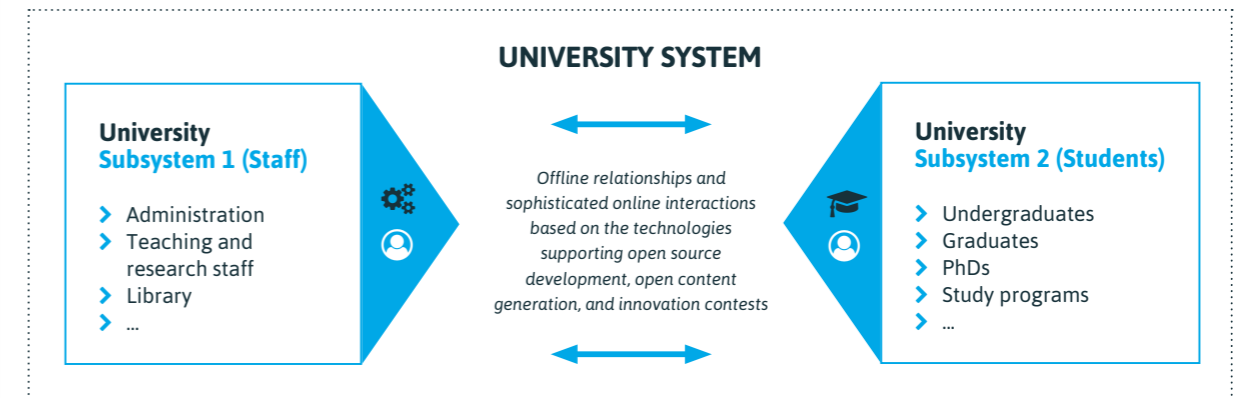 UNIVERSITY SYSTEM
University
Subsystem 1 (Staff)
Administration
Teaching and
research staff
Library
...
Offline relationships and
sophisticated online interactions
based on the technologies
supporting open source
development, open content
generation, and innovation contests
University
Subsystem 2 (Students)
Undergraduates
Graduates
PhDs
Study programs
...